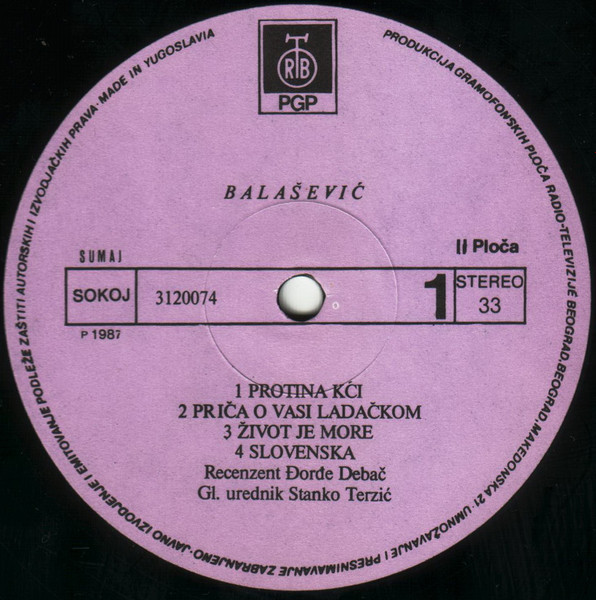 RTB
PGP
PRODUKCIJA GRAMOFONSKIH PLOČA RADIO-TELEVIZIJE BEOGRAD, BEOGRAD, MAKEDONSKA 21 · UMNOŽAVANJE I PRESNIMAVANJE ZABRANJENO · JAVNO IZVODJENJE I EMITOVANJE PODLEŽE ZAŠTITI AUTORSKIH I IZVODJAČKIH PRAVA · MADE IN YUGOSLAVIA
BALAŠEVIĆ
SUMAJ
II Ploča
SOKOJ
3120074
1
STEREO
33
P 1987
1 PROTINA KĆI
2 PRIČA O VASI LADAČKOM
3 ŽIVOT JE MORE
4 SLOVENSKA
Recenzent Đorđe Debač
Gl. urednik Stanko Terzić